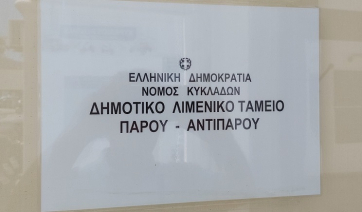 ΕΛΛΗΝΙΚΗ ΔΗΜΟΚΡΑΤΙΑ
ΝΟΜΟΣ ΚΥΚΛΑΔΩΝ
ΔΗΜΟΤΙΚΟ ΛΙΜΕΝΙΚΟ ΤΑΜΕΙΟ
ΠΑΡΟΥ - ΑΝΤΙΠΑΡΟΥ